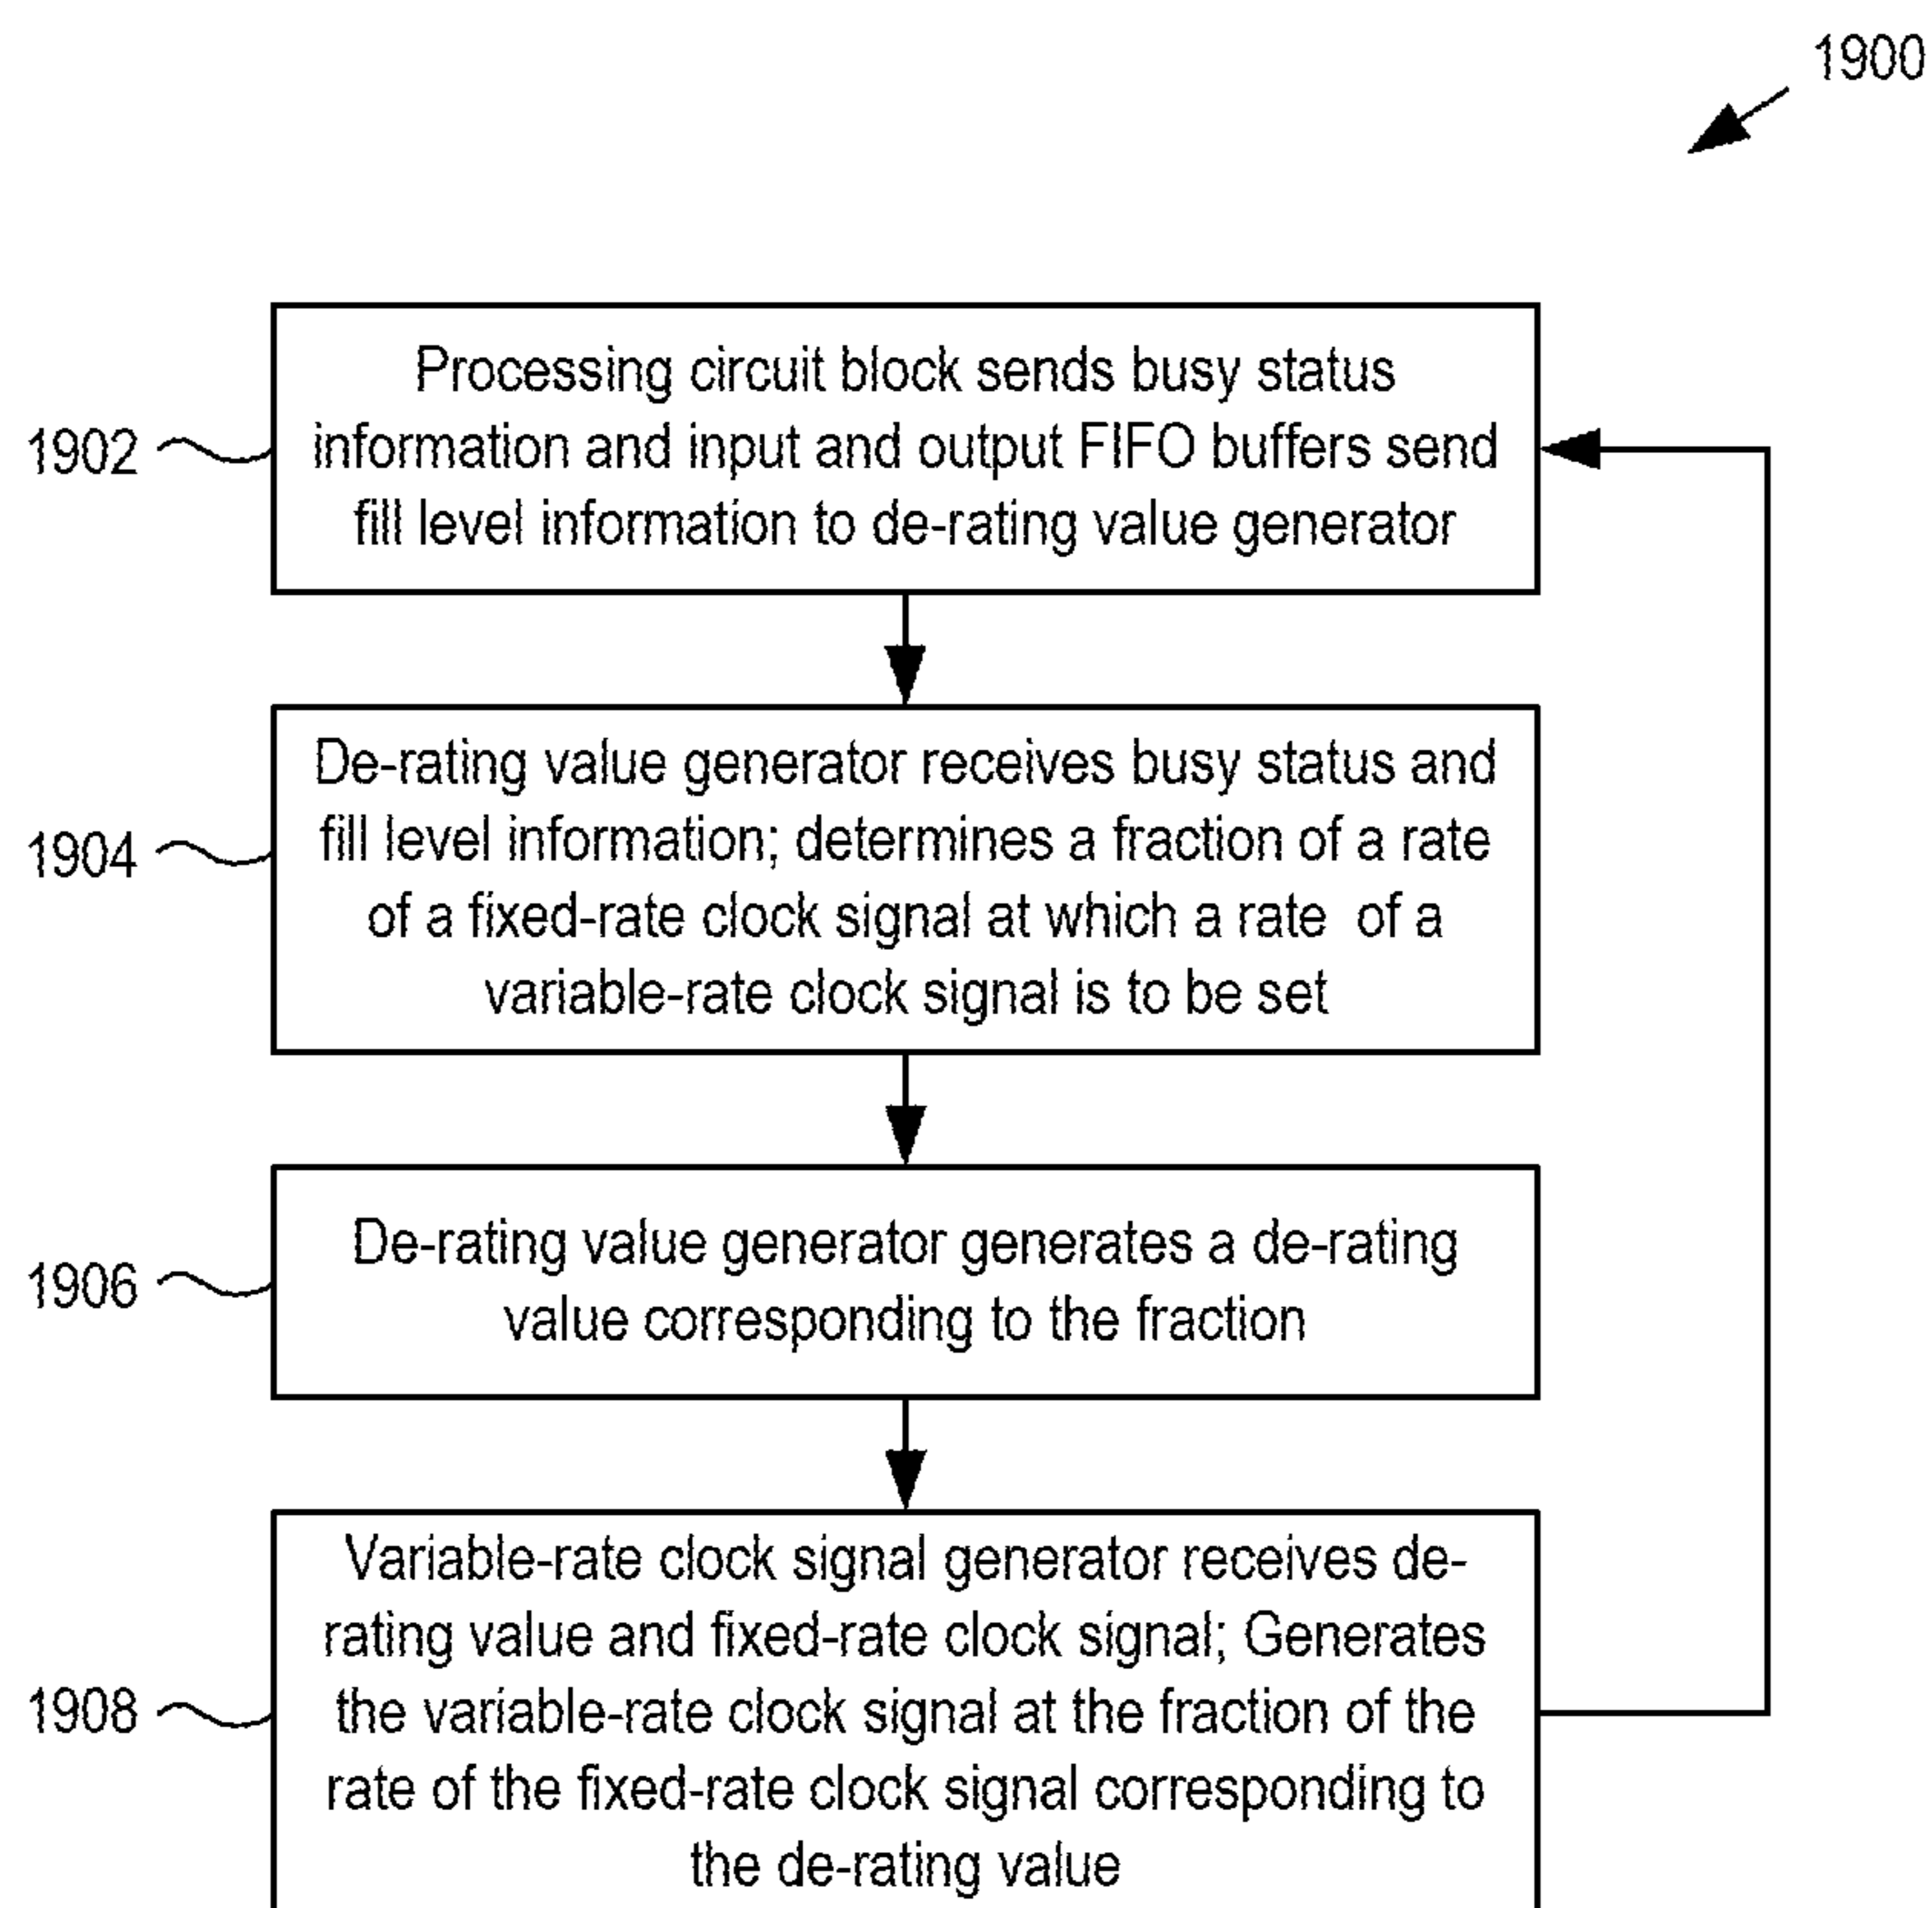 1900
1902
Processing circuit block sends busy status
information and input and output FIFO buffers send
fill level information to de-rating value generator
1904
De-rating value generator receives busy status and
fill level information; determines a fraction of a rate
of a fixed-rate clock signal at which a rate of a
variable-rate clock signal is to be set
1906
De-rating value generator generates a de-rating
value corresponding to the fraction
1908
Variable-rate clock signal generator receives de-
rating value and fixed-rate clock signal; Generates
the variable-rate clock signal at the fraction of the
rate of the fixed-rate clock signal corresponding to
the de-rating value